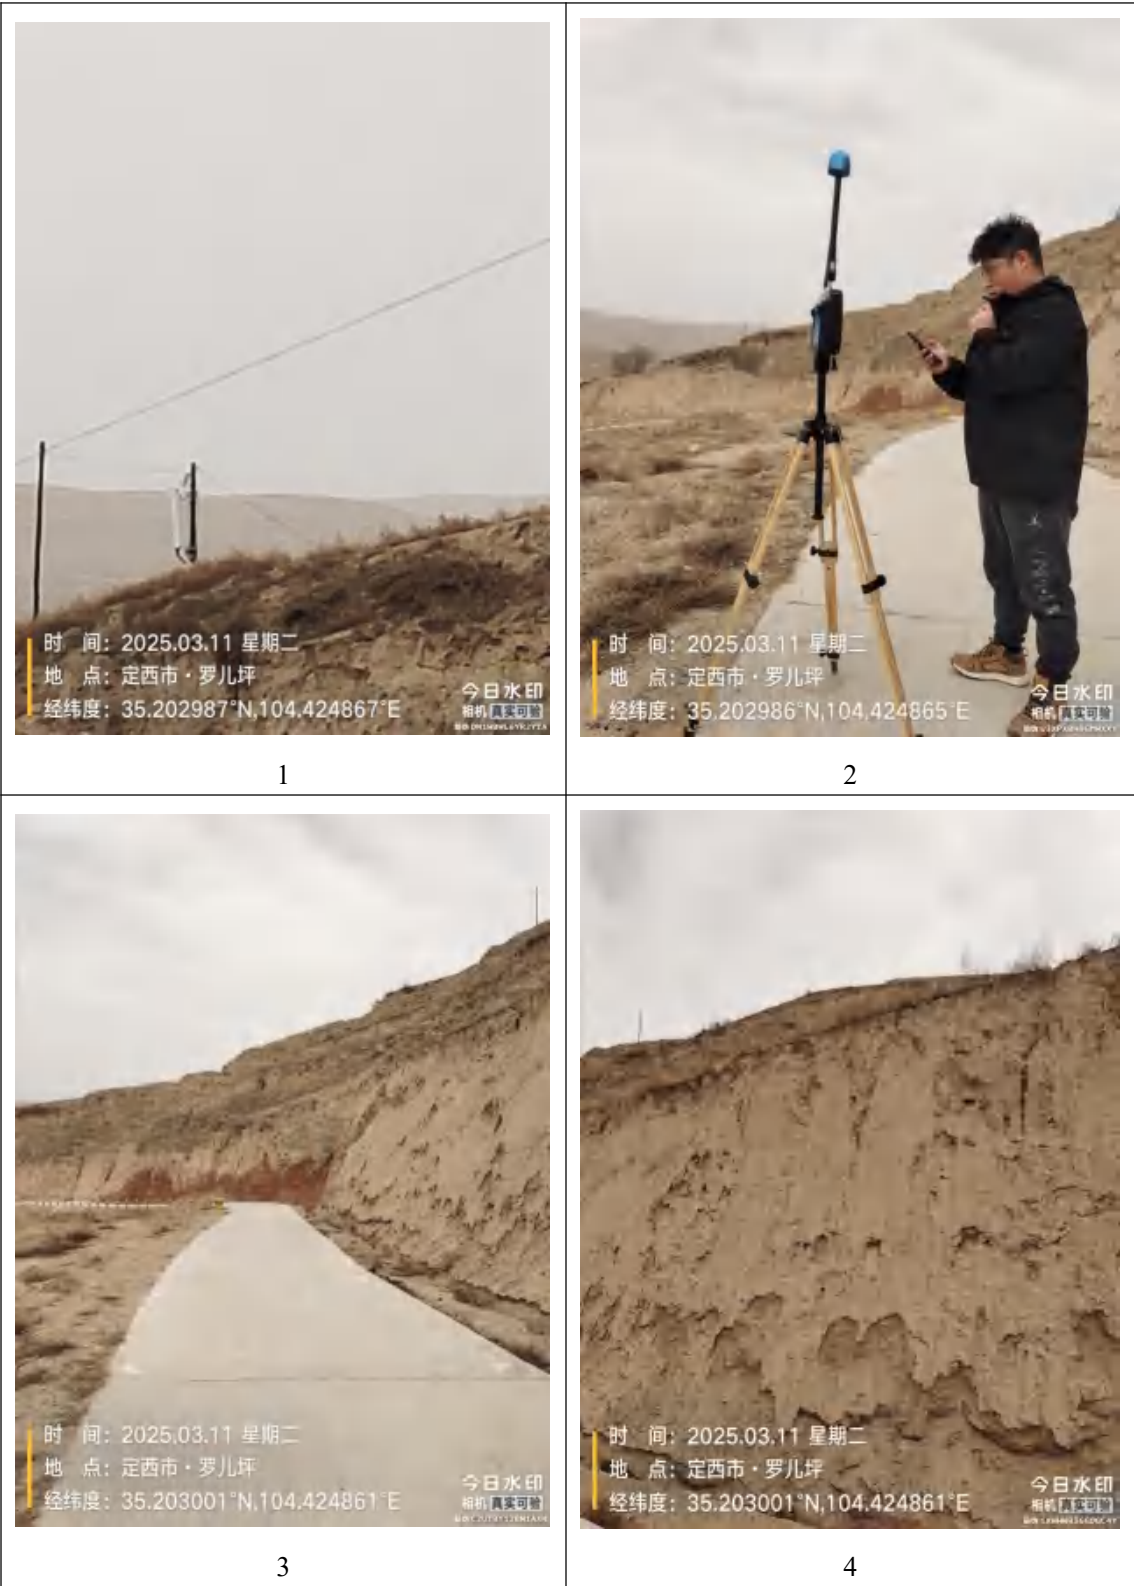 时 间：2025.03.11 星期二
地 点：定西市·罗儿坪
经纬度：35.202987°N,104.424867°E
今日水印
相机 真实可验
1
时 间：2025.03.11 星期二
地 点：定西市·罗儿坪
经纬度：35.202986°N,104.424865°E
今日水印
相机 真实可验
2
时 间：2025.03.11 星期二
地 点：定西市·罗儿坪
经纬度：35.203001°N,104.424861°E
今日水印
相机 真实可验
3
时 间：2025.03.11 星期二
地 点：定西市·罗儿坪
经纬度：35.203001°N,104.424861°E
今日水印
相机 真实可验
4